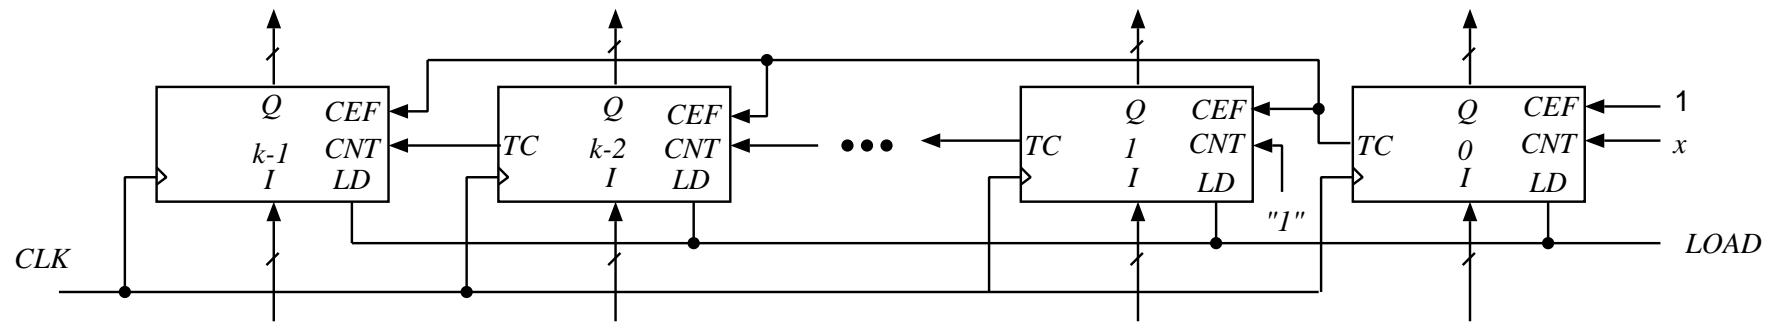 Q CEF
TC CNT
k-1
I LD
Q CEF
TC CNT
k-2
I LD
Q CEF
TC CNT
1
I LD
"1"
Q CEF 1
TC CNT x
0
I LD
CLK
LOAD